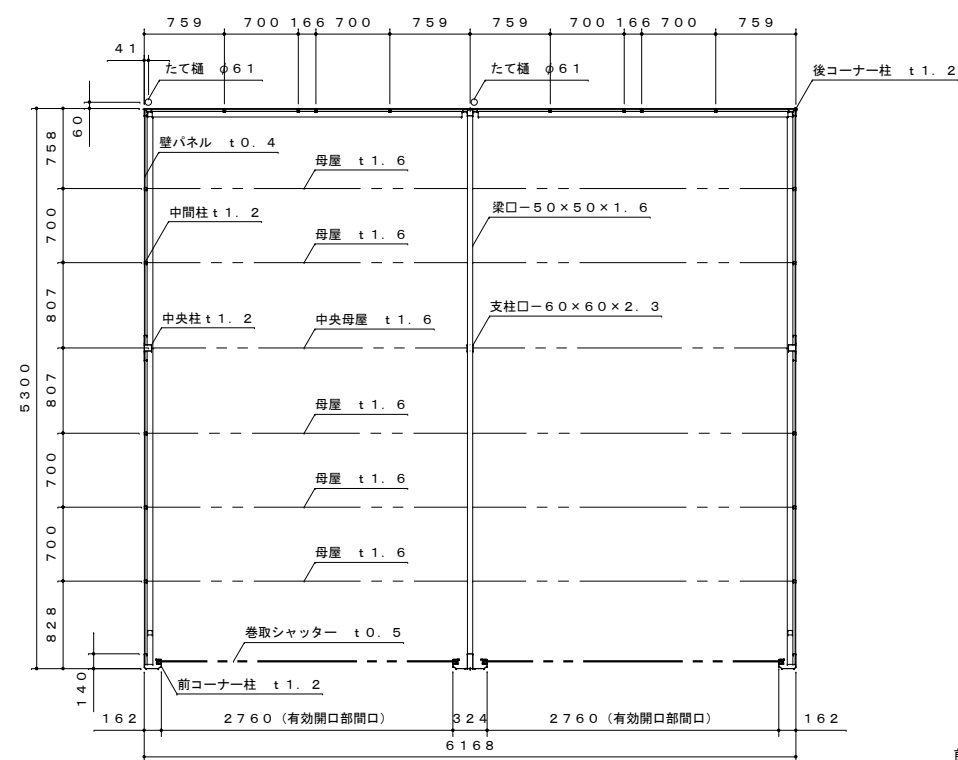 ７５９ ７００ １６６ ７００ ７５９ ７５９ ７００ １６６ ７００ ７５９
４１
たて樋 φ６１ たて樋 φ６１
後コーナー柱 ｔ１．２
６０
７５８
壁パネル ｔ０．４
母屋 ｔ１．６
７００
中間柱ｔ１．２
梁口－５０×５０×１．６
母屋 ｔ１．６
８０７
中央柱ｔ１．２
中央母屋 ｔ１．６
支柱口－６０×６０×２．３
５３００
８０７
母屋 ｔ１．６
７００
母屋 ｔ１．６
７００
母屋 ｔ１．６
８２８
巻取シャッター ｔ０．５
１４０
前コーナー柱 ｔ１．２
１６２ ２７６０（有効開口部間口） ３２４ ２７６０（有効開口部間口） １６２
６１６８